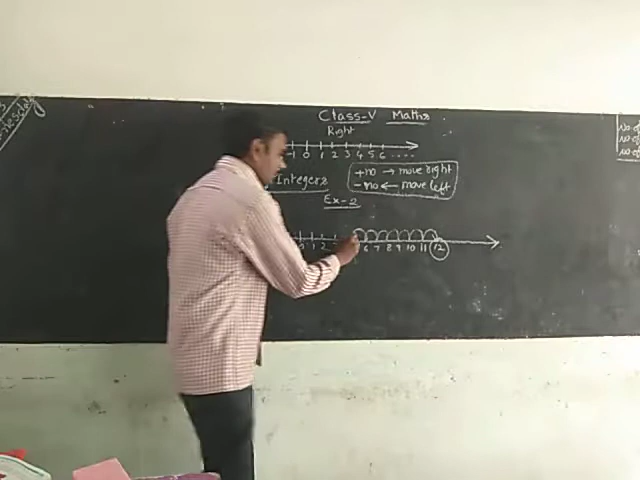 Class-V Maths
Right
-1 0 1 2 3 4 5 6 ....
Integers
+no → move right
-no ← move left
Ex-2
0 1 2 6 7 8 9 10 11 12